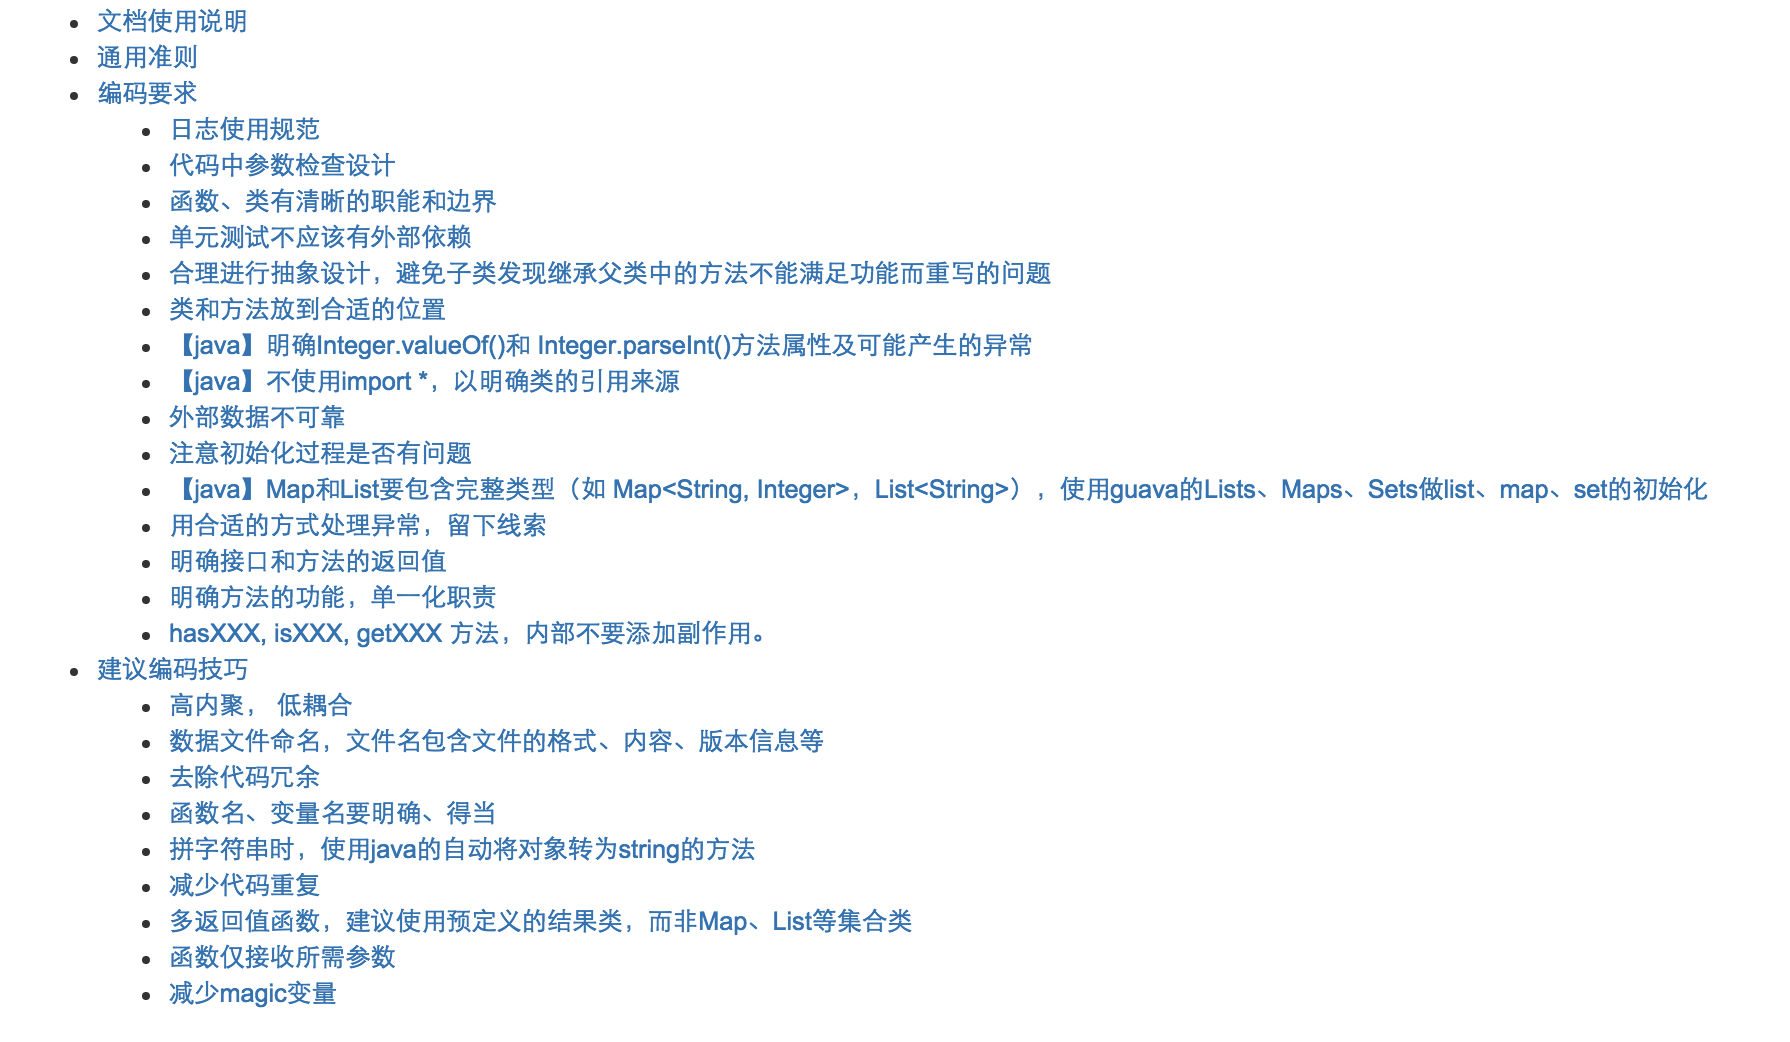 文档使用说明
通用准则
编码要求
日志使用规范
代码中参数检查设计
函数、类有清晰的职能和边界
单元测试不应该有外部依赖
合理进行抽象设计，避免子类发现继承父类中的方法不能满足功能而重写的问题
类和方法放到合适的位置
【java】明确Integer.valueOf()和 Integer.parseInt()方法属性及可能产生的异常
【java】不使用import *，以明确类的引用来源
外部数据不可靠
注意初始化过程是否有问题
【java】Map和List要包含完整类型（如 Map<String, Integer>，List<String>），使用guava的Lists、Maps、Sets做list、map、set的初始化
用合适的方式处理异常，留下线索
明确接口和方法的返回值
明确方法的功能，单一化职责
hasXXX, isXXX, getXXX 方法，内部不要添加副作用。
建议编码技巧
高内聚， 低耦合
数据文件命名，文件名包含文件的格式、内容、版本信息等
去除代码冗余
函数名、变量名要明确、得当
拼字符串时，使用java的自动将对象转为string的方法
减少代码重复
多返回值函数，建议使用预定义的结果类，而非Map、List等集合类
函数仅接收所需参数
减少magic变量